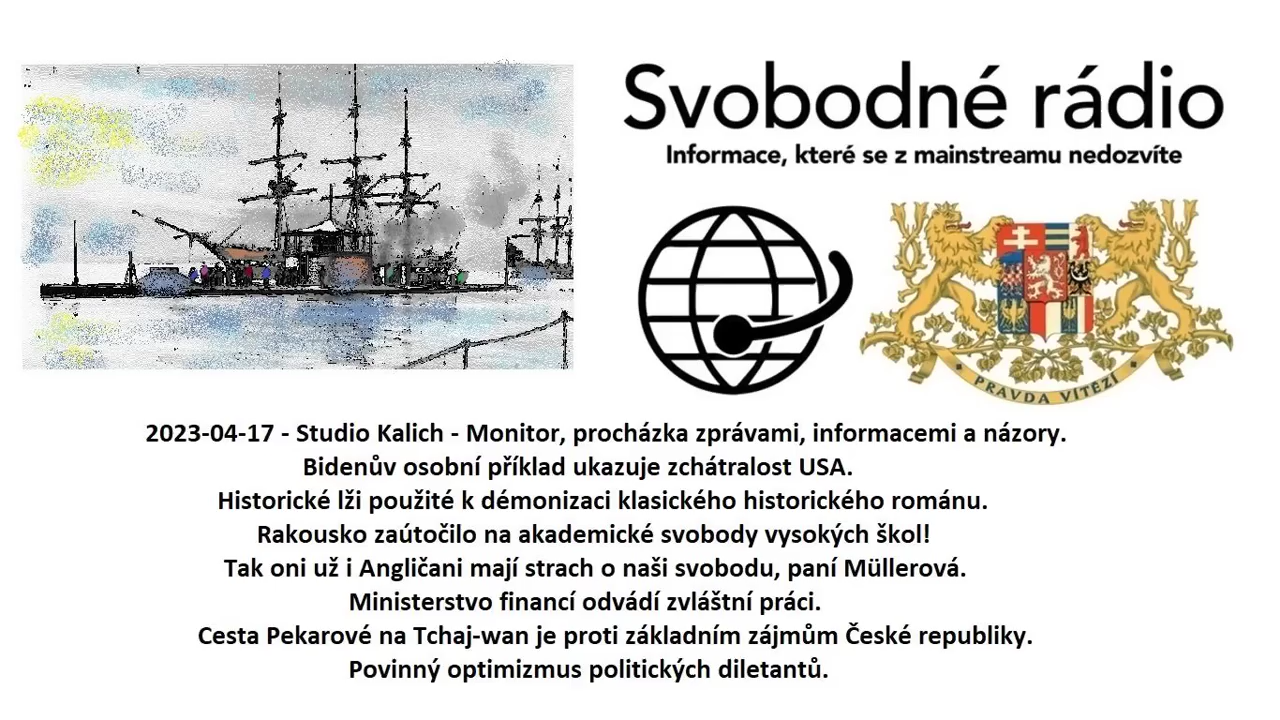 Svobodné rádio
Informace, které se z mainstreamu nedozvíte
PRAVDA VÍTĚZÍ
2023-04-17 - Studio Kalich - Monitor, procházka zprávami, informacemi a názory.
Bidenův osobní příklad ukazuje zchátralost USA.
Historické lži použité k démonizaci klasického historického románu.
Rakousko zaútočilo na akademické svobody vysokých škol!
Tak oni už i Angličani mají strach o naši svobodu, paní Müllerová.
Ministerstvo financí odvádí zvláštní práci.
Cesta Pekarové na Tchaj-wan je proti základním zájmům České republiky.
Povinný optimizmus politických diletantů.